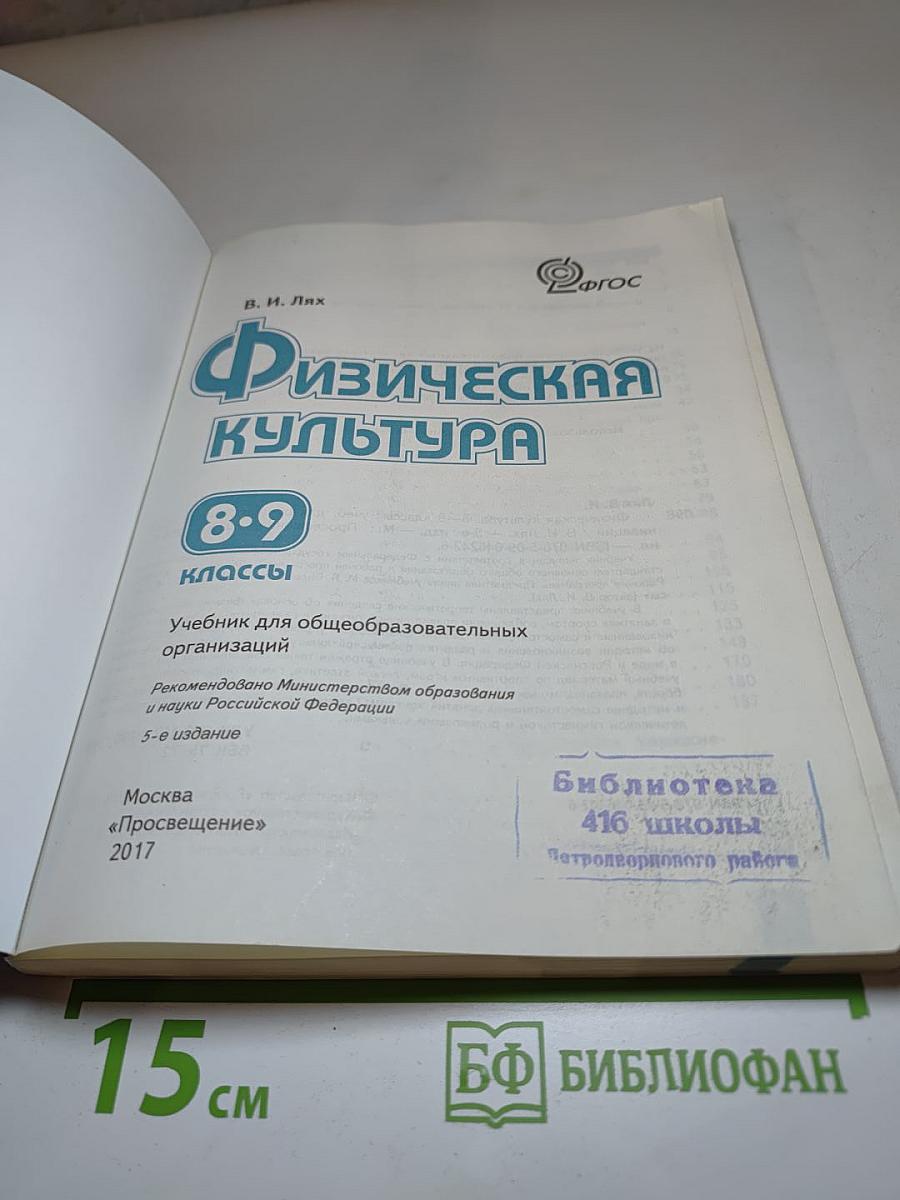 В. И. Лях
ФГОС
Физическая
культура
8•9
классы
Учебник для общеобразовательных
организаций
Рекомендовано Министерством образования
и науки Российской Федерации
5-е издание
Москва
«Просвещение»
2017
Библиотека
416 школы
Петродворцового района
15 см
БФ БИБЛИОФАН